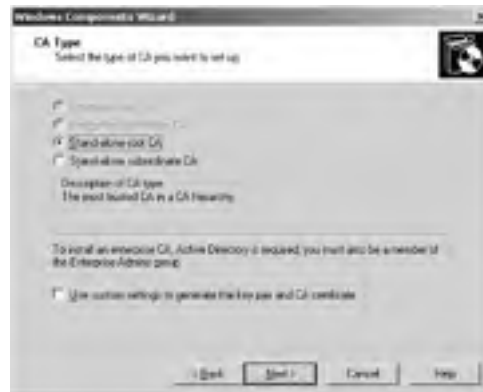 Windows Components Wizard
CA Type
Select the type of CA you want to set up.
Stand-alone root CA
Stand-alone subordinate CA
Description of CA type
The most trusted CA in a CA hierarchy.
To install an enterprise CA, Active Directory is required, you must also be a member of
the Enterprise Admins group.
Use custom settings to generate the key pair and CA certificate
< Back
Next >
Cancel
Help